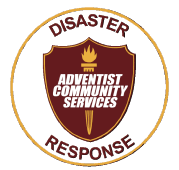 DISASTER
ADVENTIST
COMMUNITY
SERVICES
RESPONSE